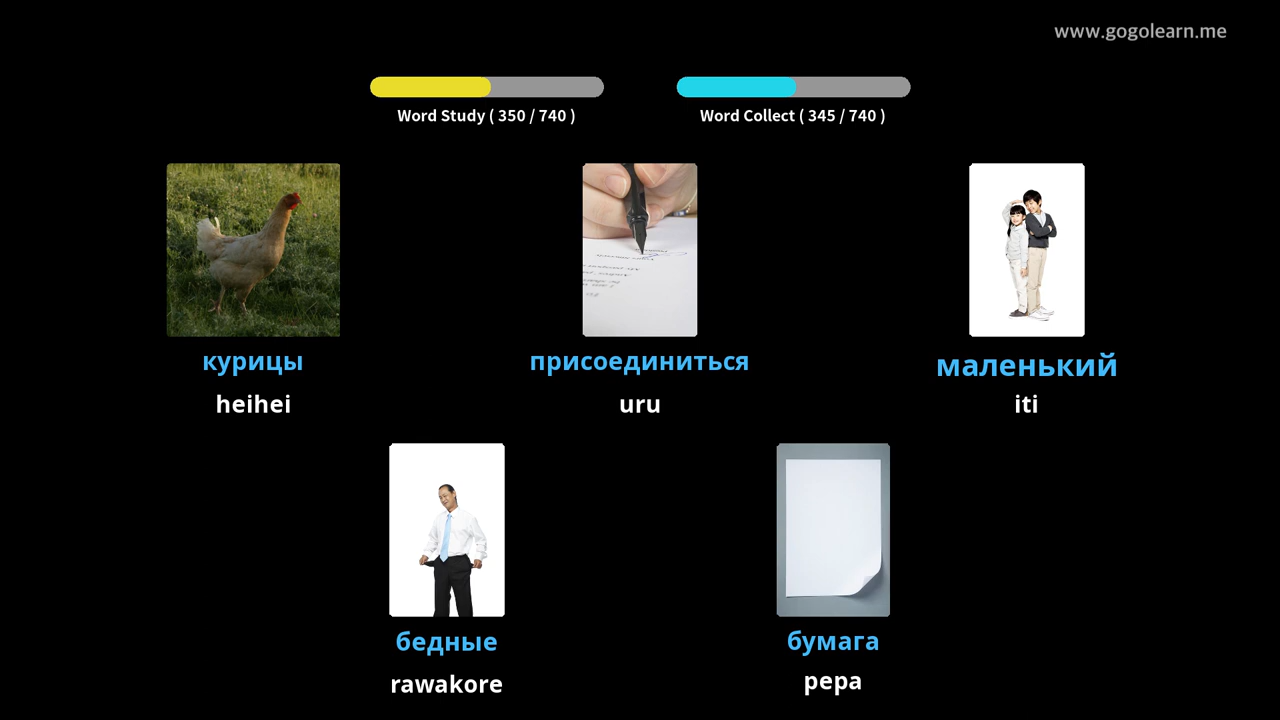 www.gogolearn.me
Word Study ( 350 / 740 )
Word Collect ( 345 / 740 )
курицы
heihei
присоединиться
uru
маленький
iti
бедные
rawakore
бумага
pepa